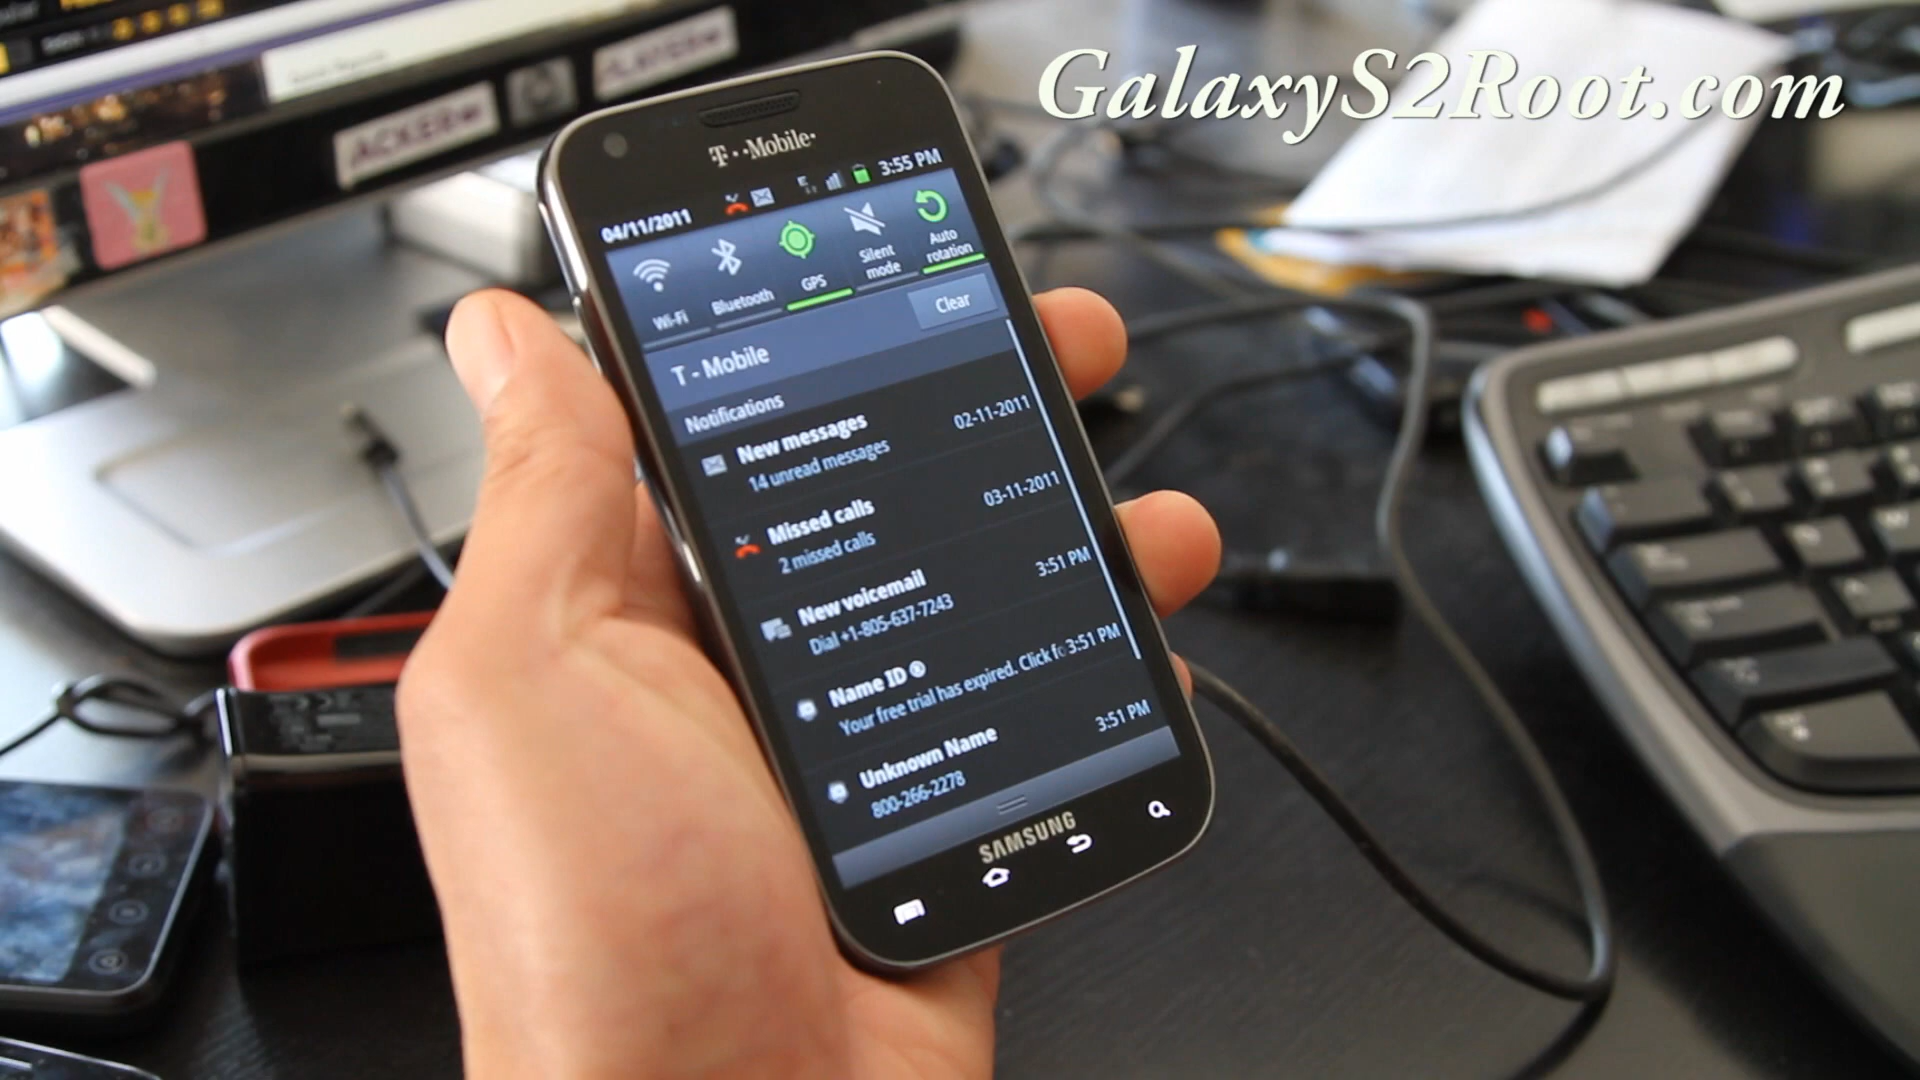 GalaxyS2Root.com
ACKER
PLAYER
T··Mobile·
04/11/2011
3:55 PM
Wi-Fi
Bluetooth
GPS
Silent mode
Auto rotation
T - Mobile
Clear
Notifications
New messages
02-11-2011
14 unread messages
Missed calls
03-11-2011
2 missed calls
New voicemail
3:51 PM
Dial +1-805-637-7243
Name ID ®
3:51 PM
Your free trial has expired. Click fo
Unknown Name
3:51 PM
800-266-2278
SAMSUNG